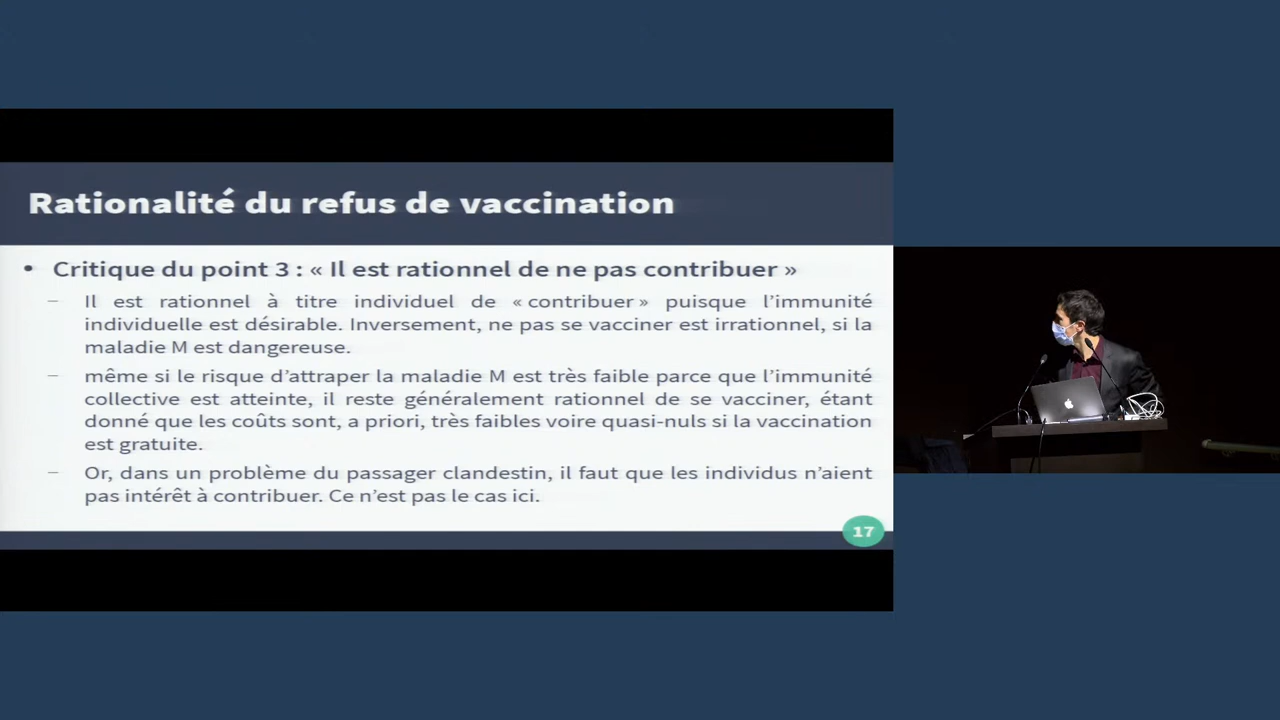 Rationalité du refus de vaccination
• Critique du point 3 : « Il est rationnel de ne pas contribuer »
– Il est rationnel à titre individuel de « contribuer » puisque l’immunité
individuelle est désirable. Inversement, ne pas se vacciner est irrationnel, si la
maladie M est dangereuse.
– même si le risque d’attraper la maladie M est très faible parce que l’immunité
collective est atteinte, il reste généralement rationnel de se vacciner, étant
donné que les coûts sont, a priori, très faibles voire quasi-nuls si la vaccination
est gratuite.
– Or, dans un problème du passager clandestin, il faut que les individus n’aient
pas intérêt à contribuer. Ce n’est pas le cas ici.
17